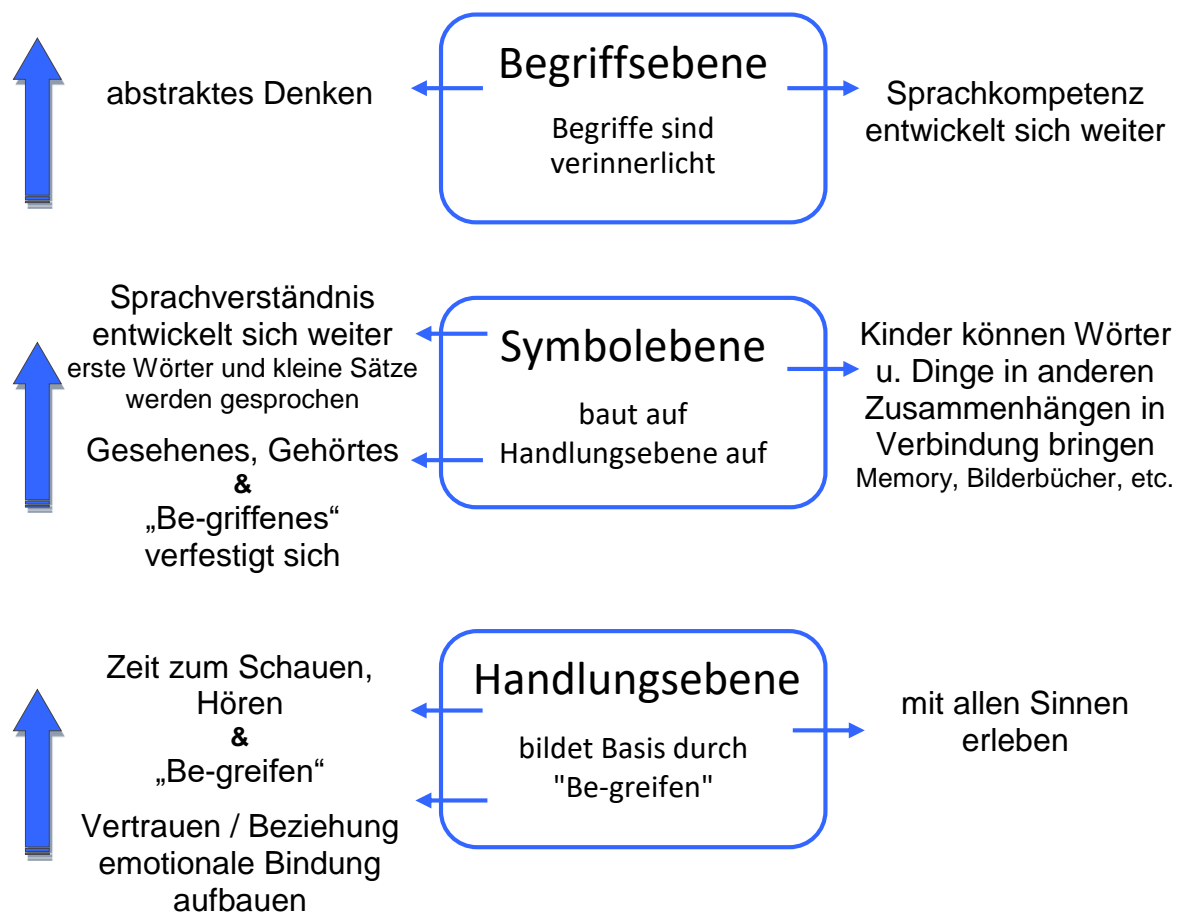 abstraktes Denken
Begriffsebene
Begriffe sind
verinnerlicht
Sprachkompetenz
entwickelt sich weiter
Sprachverständnis
entwickelt sich weiter
erste Wörter und kleine Sätze
werden gesprochen
Gesehenes, Gehörtes
&
„Be-griffenes“
verfestigt sich
Symbolebene
baut auf
Handlungsebene auf
Kinder können Wörter
u. Dinge in anderen
Zusammenhängen in
Verbindung bringen
Memory, Bilderbücher, etc.
Zeit zum Schauen,
Hören
&
„Be-greifen“
Vertrauen / Beziehung
emotionale Bindung
aufbauen
Handlungsebene
bildet Basis durch
"Be-greifen"
mit allen Sinnen
erleben